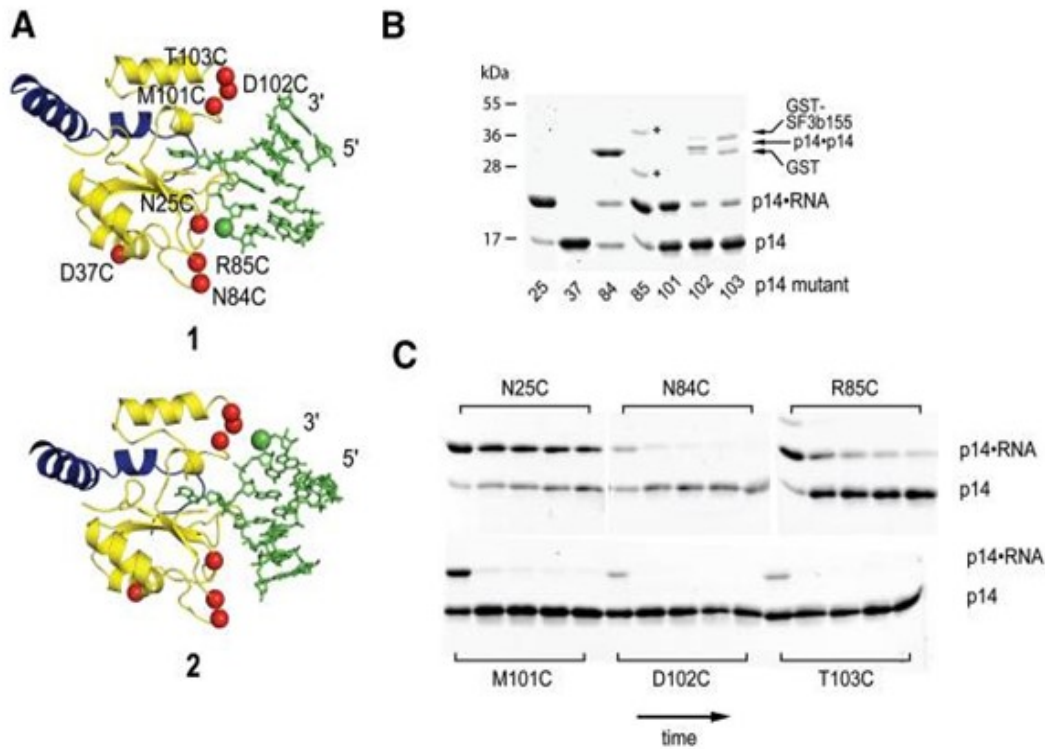 A
T103C
M101C
D102C
3'
5'
N25C
D37C
R85C
N84C
1
3'
5'
2
B
kDa
55
36
28
17
GST-
SF3b155
p14•p14
GST
p14•RNA
p14
*
*
25 37 84 85 101 102 103 p14 mutant
C
N25C N84C R85C
p14•RNA
p14
p14•RNA
p14
M101C D102C T103C
time